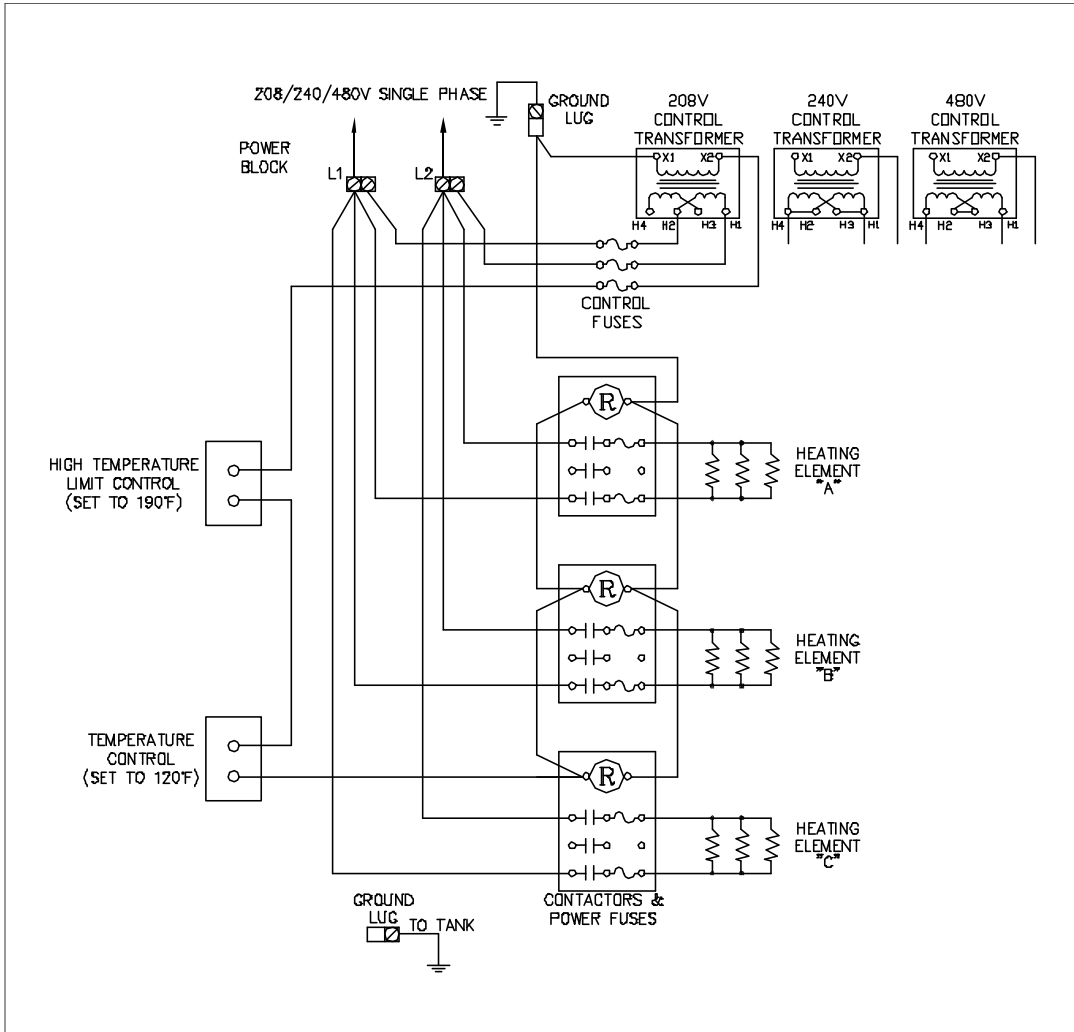 208/240/480V SINGLE PHASE
GROUND
LUG
208V
CONTROL
TRANSFORMER
240V
CONTROL
TRANSFORMER
480V
CONTROL
TRANSFORMER
POWER
BLOCK
L1
L2
X1 X2
X1 X2
X1 X2
H4 H2 H3 H1
H4 H2 H3 H1
H4 H2 H3 H1
CONTROL
FUSES
R
HIGH TEMPERATURE
LIMIT CONTROL
(SET TO 190°F)
HEATING
ELEMENT
"A"
R
HEATING
ELEMENT
"B"
TEMPERATURE
CONTROL
(SET TO 120°F)
R
HEATING
ELEMENT
"C"
CONTACTORS &
POWER FUSES
GROUND
LUG
TO TANK